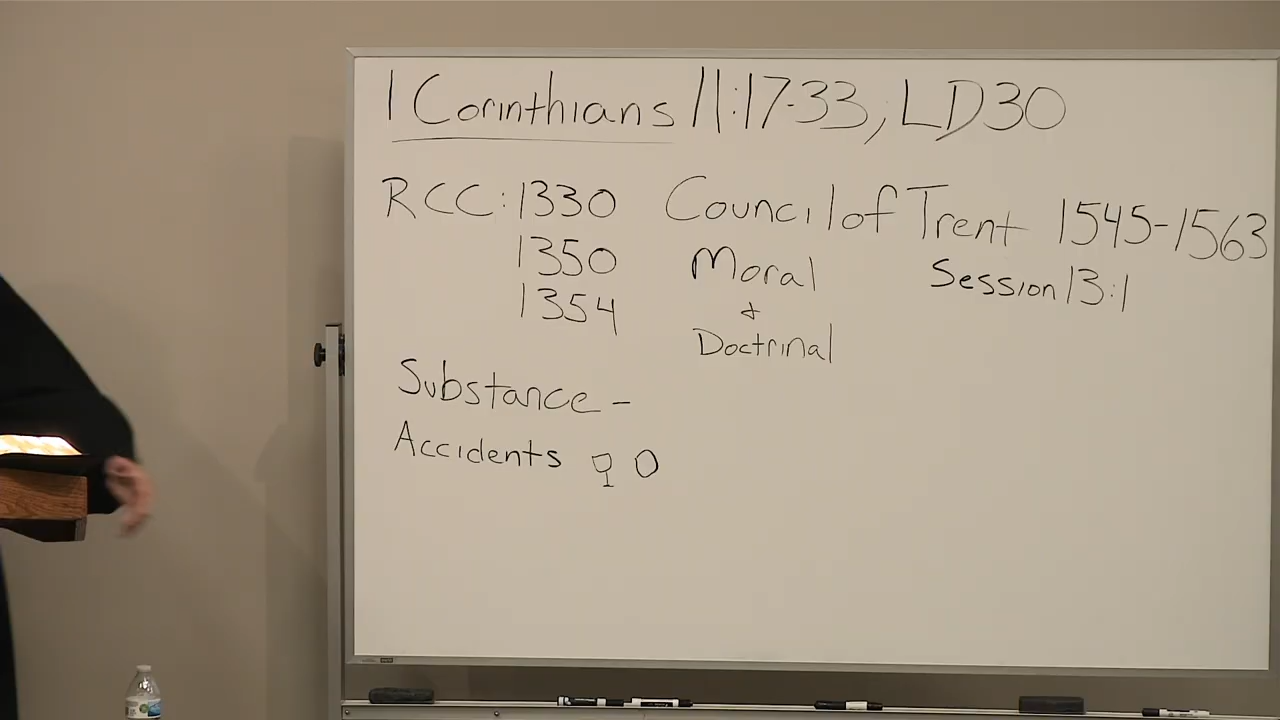 1 Corinthians 11:17-33, LD30
RCC: 1330 Council of Trent 1545-1563
1350 Moral Session 13:1
1354 &
Doctrinal
Substance -
Accidents